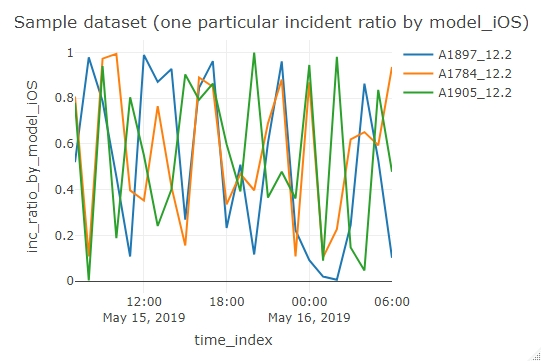 Sample dataset (one particular incident ratio by model_iOS)
A1897_12.2
A1784_12.2
A1905_12.2
inc_ratio_by_model_iOS
1
0.8
0.6
0.4
0.2
0
12:00 18:00 00:00 06:00
May 15, 2019 May 16, 2019
time_index